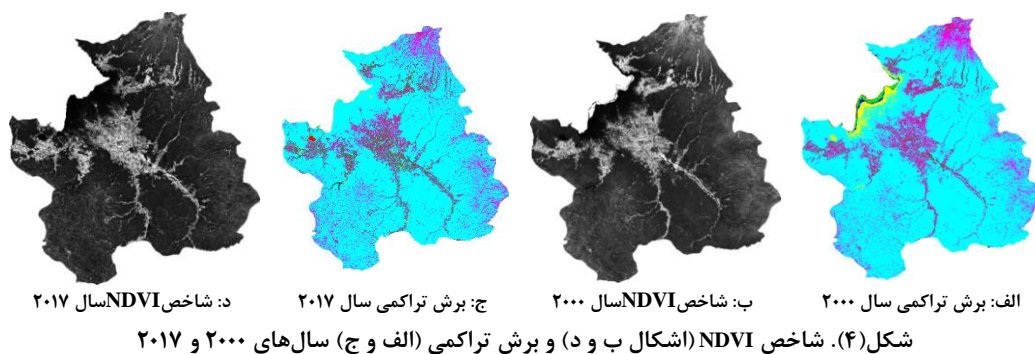 الف: برش تراکمی سال ۲۰۰۰
ب: شاخصNDVIسال ۲۰۰۰
ج: برش تراکمی سال ۲۰۱۷
د: شاخصNDVIسال ۲۰۱۷
شکل(۴). شاخص NDVI (اشکال ب و د) و برش تراکمی (الف و ج) سال‌های ۲۰۰۰ و ۲۰۱۷